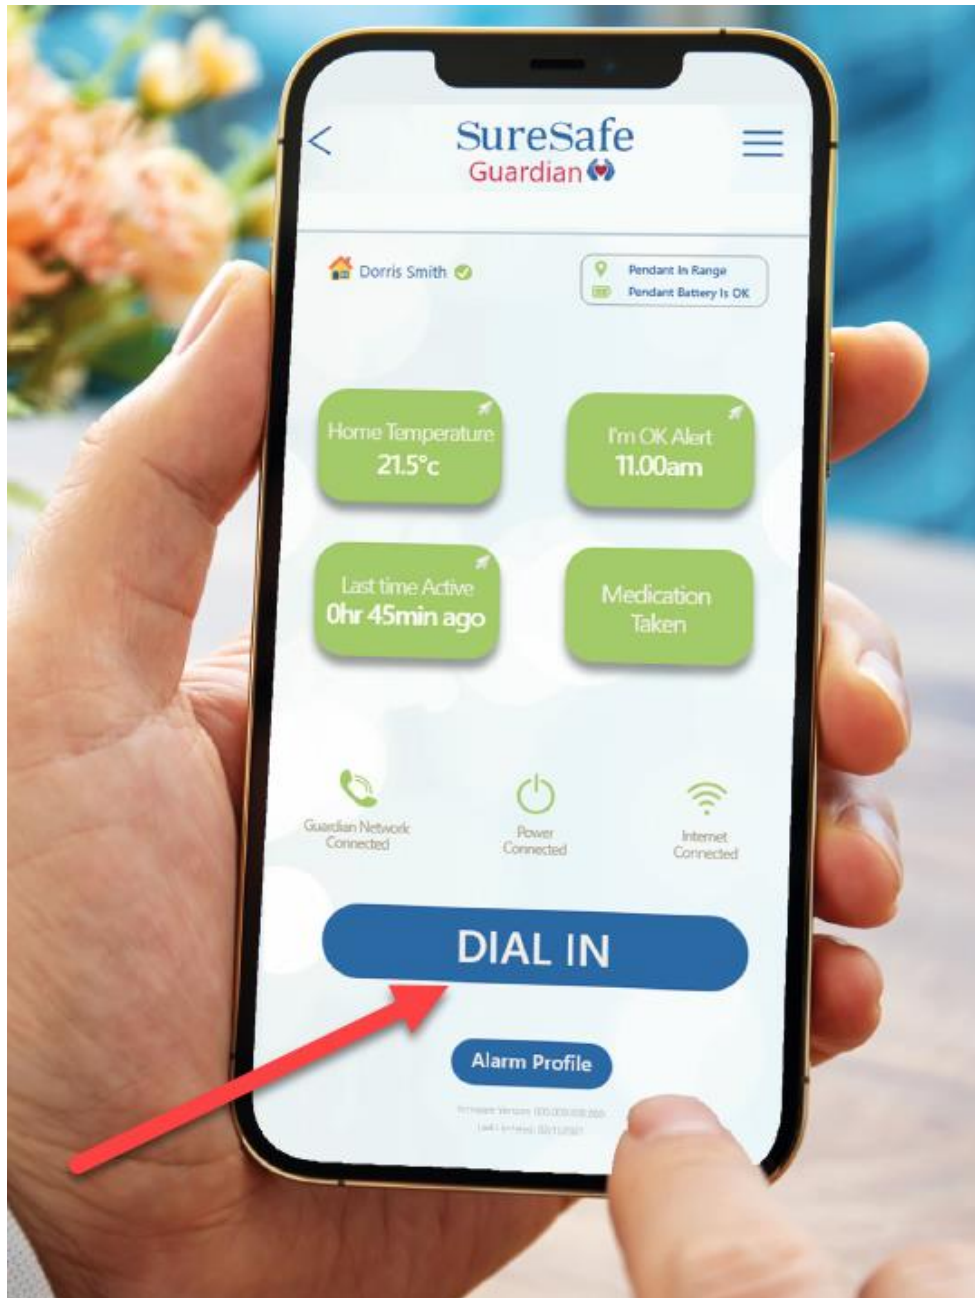 SureSafe
Guardian
Dorris Smith
Pendant In Range
Pendant Battery Is OK
Home Temperature
21.5°c
I'm OK Alert
11.00am
Last time Active
0hr 45min ago
Medication
Taken
Guardian Network
Connected
Power
Connected
Internet
Connected
DIAL IN
Alarm Profile